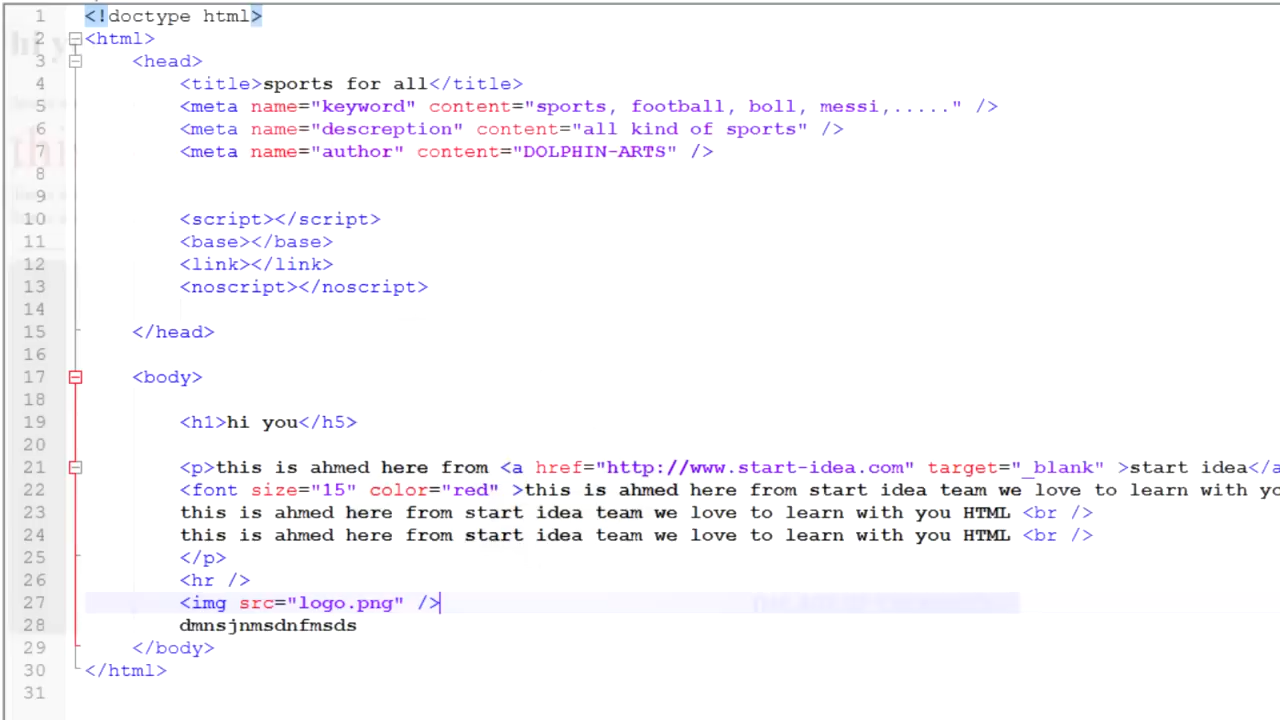 1 <!doctype html>
2 <html>
3 <head>
4 <title>sports for all</title>
5 <meta name="keyword" content="sports, football, boll, messi,....." />
6 <meta name="descreption" content="all kind of sports" />
7 <meta name="author" content="DOLPHIN-ARTS" />
8
9
10 <script></script>
11 <base></base>
12 <link></link>
13 <noscript></noscript>
14
15 </head>
16
17 <body>
18
19 <h1>hi you</h5>
20
21 <p>this is ahmed here from <a href="http://www.start-idea.com" target="_blank" >start idea</a
22 <font size="15" color="red" >this is ahmed here from start idea team we love to learn with yo
23 this is ahmed here from start idea team we love to learn with you HTML <br />
24 this is ahmed here from start idea team we love to learn with you HTML <br />
25 </p>
26 <hr />
27 <img src="logo.png" />
28 dmnsjnmsdnfmsds
29 </body>
30 </html>
31